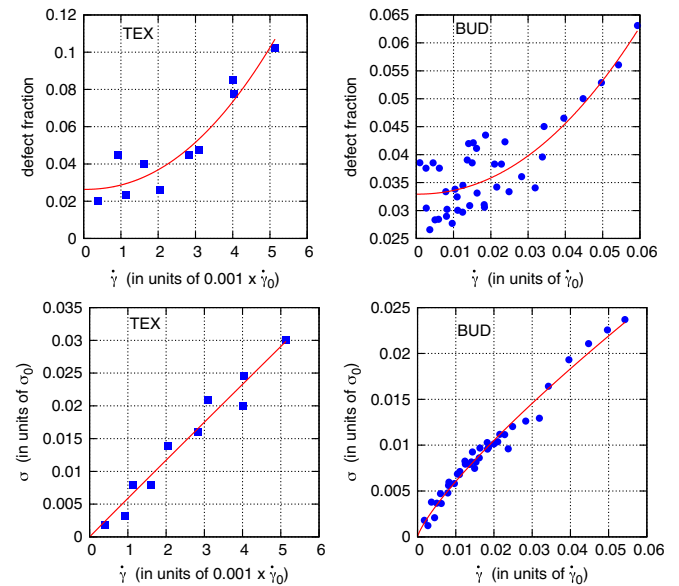 TEX
defect fraction
0.12
0.1
0.08
0.06
0.04
0.02
0
0 1 2 3 4 5 6
γ̇ (in units of 0.001 x γ̇₀)
BUD
defect fraction
0.065
0.06
0.055
0.05
0.045
0.04
0.035
0.03
0.025
0 0.01 0.02 0.03 0.04 0.05 0.06
γ̇ (in units of γ̇₀)
TEX
σ (in units of σ₀)
0.035
0.03
0.025
0.02
0.015
0.01
0.005
0
0 1 2 3 4 5 6
γ̇ (in units of 0.001 x γ̇₀)
BUD
σ (in units of σ₀)
0.025
0.02
0.015
0.01
0.005
0
0 0.01 0.02 0.03 0.04 0.05 0.06
γ̇ (in units of γ̇₀)